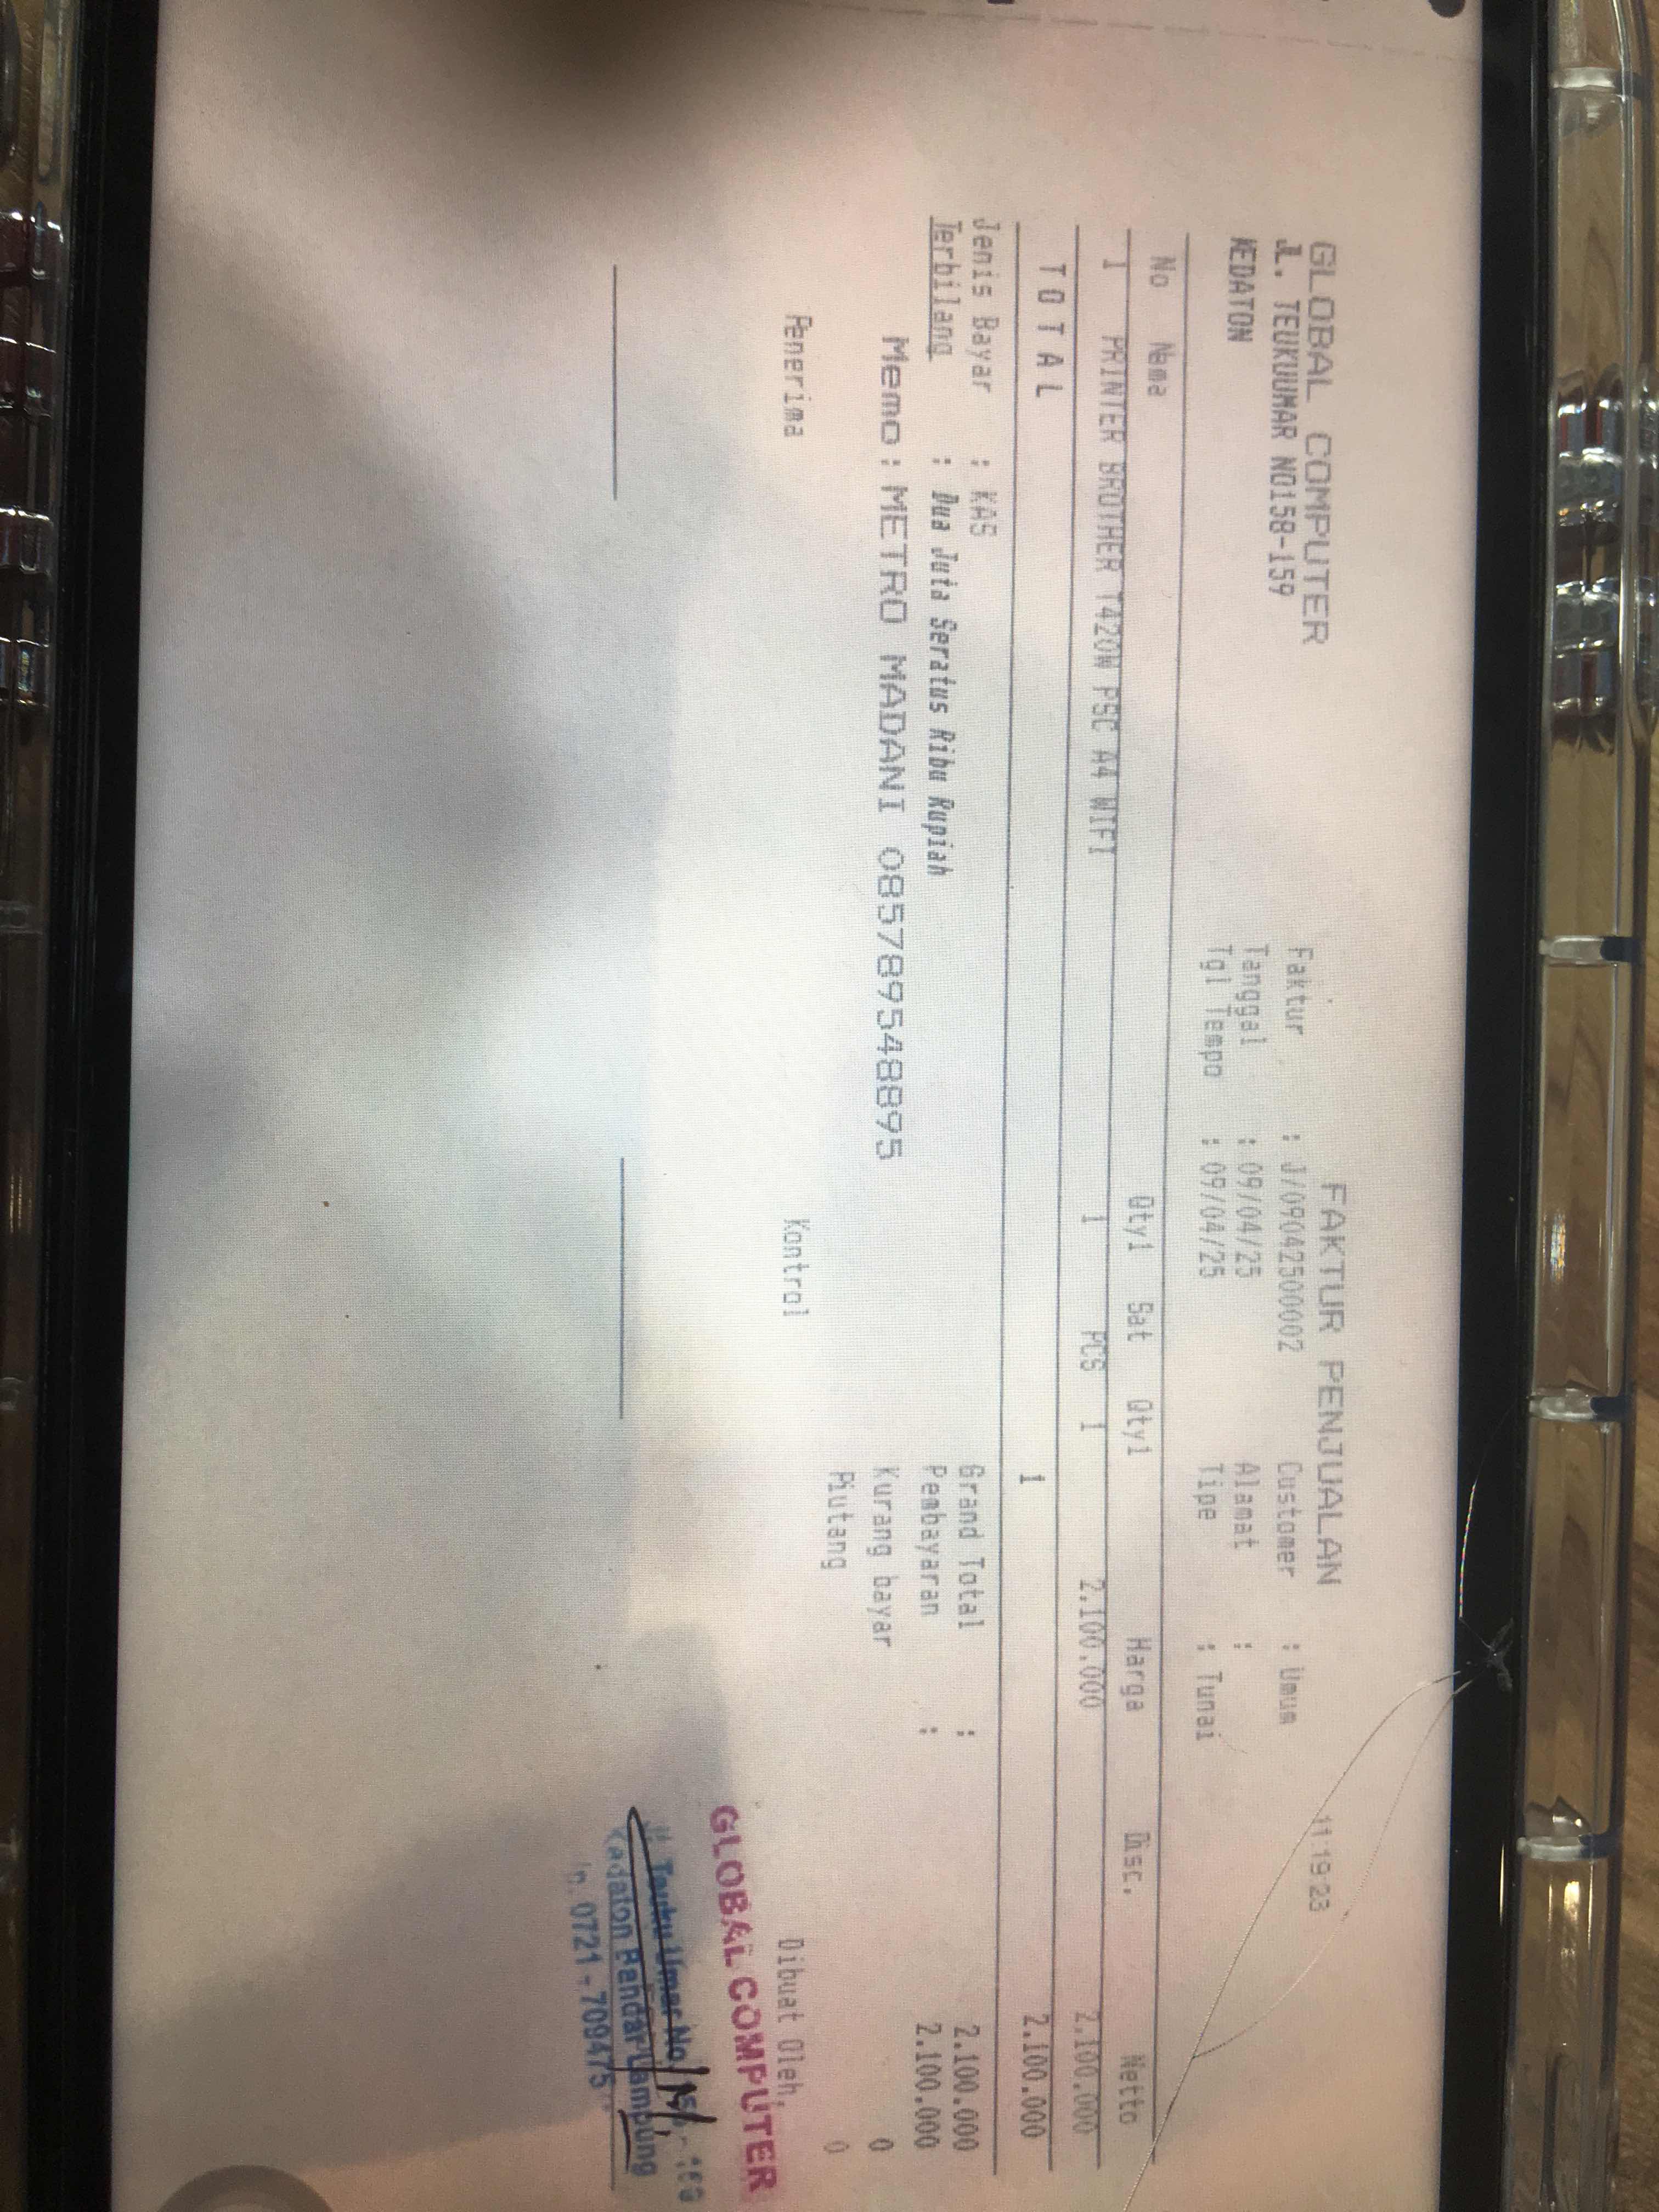 GLOBAL COMPUTER
JL. TEUKUUMAR NO158-159
KEDATON
FAKTUR PENJUALAN
11:19:23
Faktur : J/09042500002
Tanggal : 09/04/25
Tgl Tempo : 09/04/25
Customer : Umum
Alamat :
Tipe : Tunai
No Nama Qty1 Sat Qty1 Harga Disc. Netto
1 PRINTER BROTHER T420W PSC A4 WIFI 1 PCS 1 2.100.000 2.100.000
T O T A L 1 2.100.000
Jenis Bayar : KAS
Terbilang : Dua Juta Seratus Ribu Rupiah
Memo : METRO MADANI 085789548895
Grand Total : 2.100.000
Pembayaran : 2.100.000
Kurang bayar 0
Piutang 0
Penerima Kontrol Dibuat Oleh,
GLOBAL COMPUTER
Teuku Umar No.
Kedaton Bandar Lampung
0721 - 709475